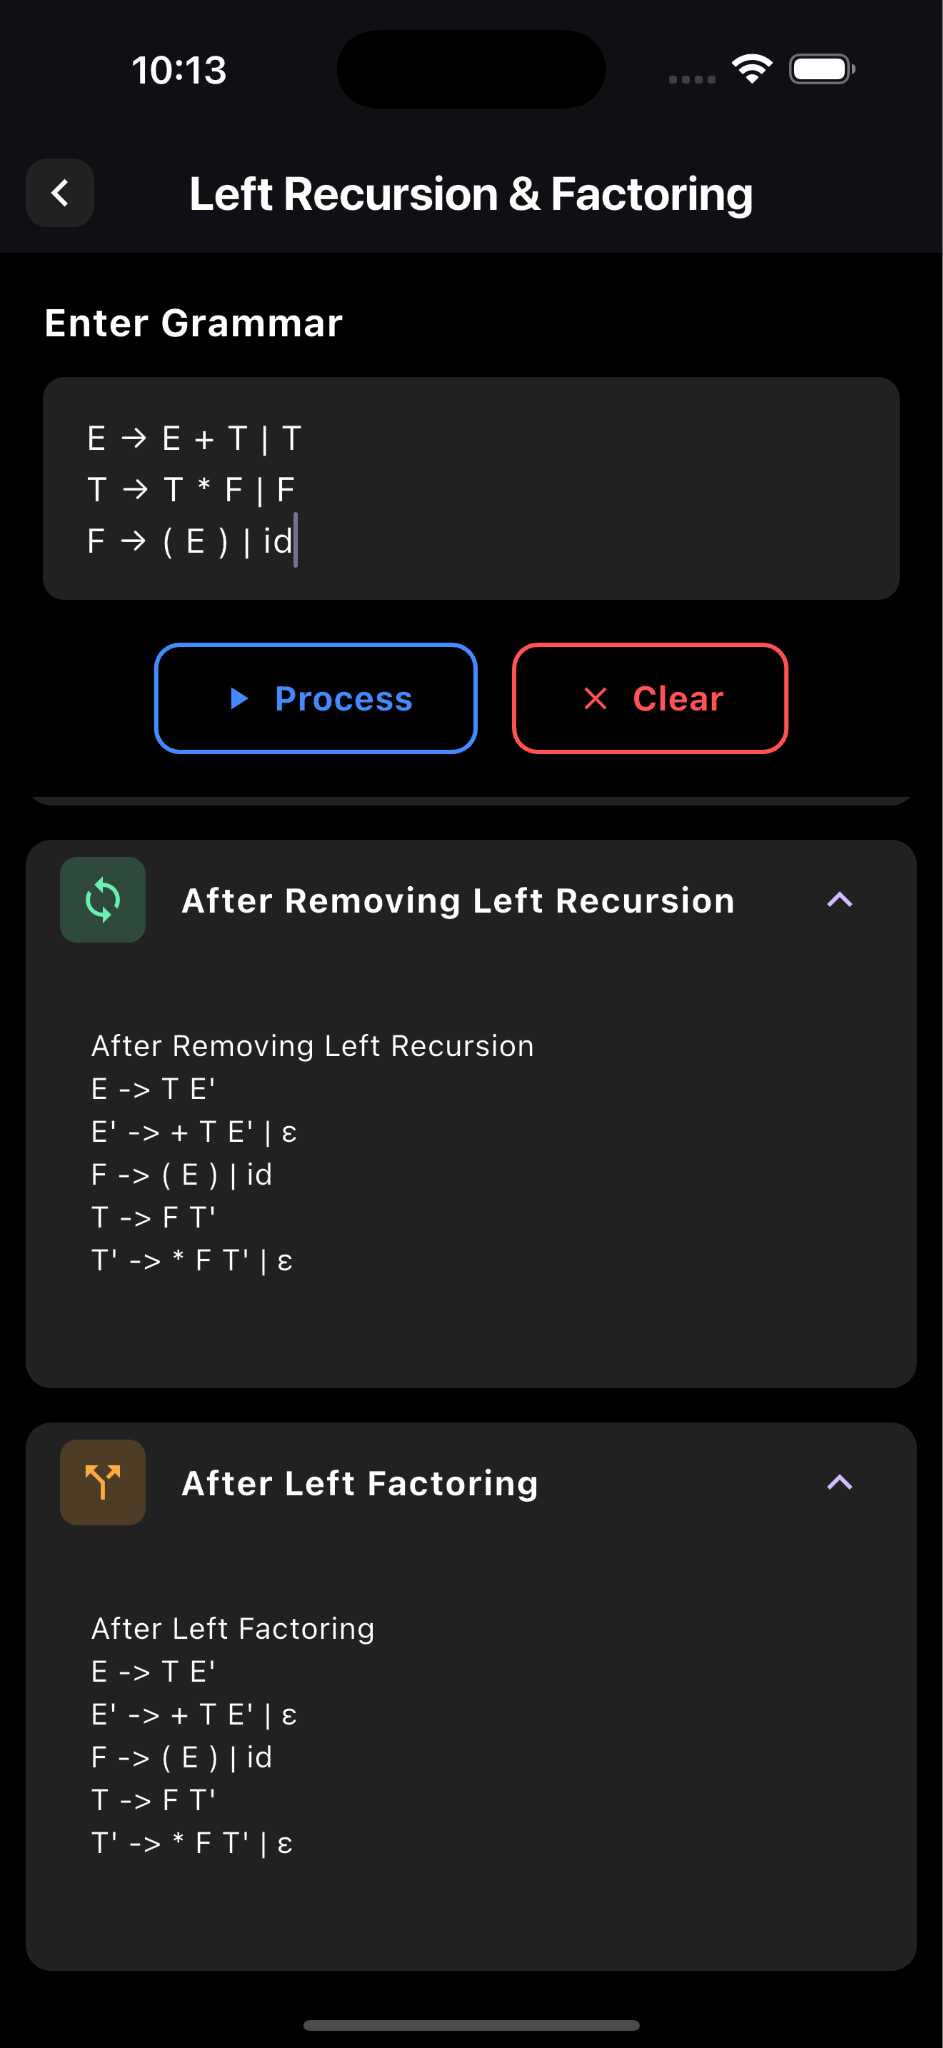 10:13
Left Recursion & Factoring
Enter Grammar
E → E + T | T
T → T * F | F
F → ( E ) | id
Process
Clear
After Removing Left Recursion
After Removing Left Recursion
E -> T E'
E' -> + T E' | ε
F -> ( E ) | id
T -> F T'
T' -> * F T' | ε
After Left Factoring
After Left Factoring
E -> T E'
E' -> + T E' | ε
F -> ( E ) | id
T -> F T'
T' -> * F T' | ε